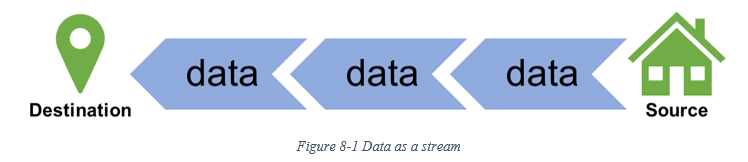 data data data
Destination Source
Figure 8-1 Data as a stream